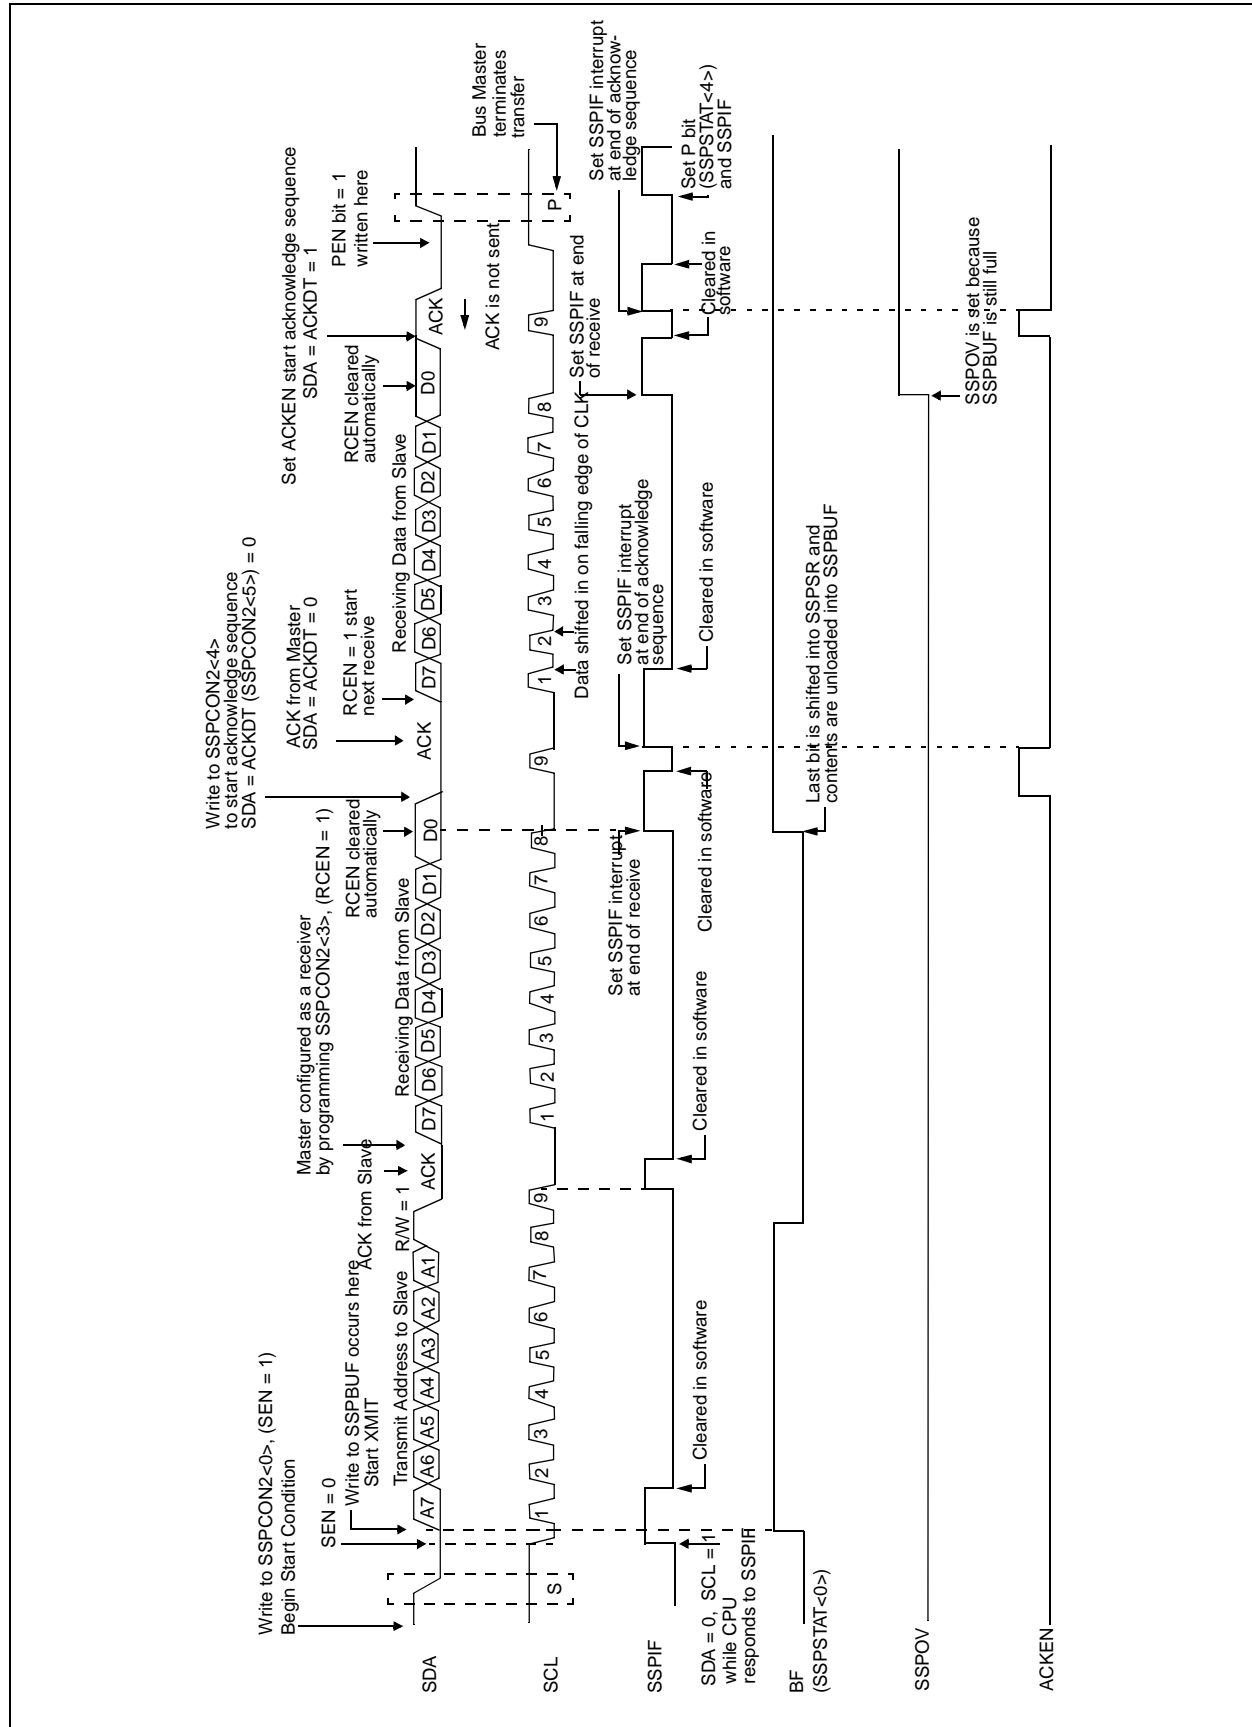 Write to SSPCON2<0>, (SEN = 1)
Begin Start Condition
SEN = 0
Write to SSPBUF occurs here
Start XMIT
ACK from Slave
Master configured as a receiver
by programming SSPCON2<3>, (RCEN = 1)
RCEN cleared
automatically
Write to SSPCON2<4>
to start acknowledge sequence
SDA = ACKDT (SSPCON2<5>) = 0
ACK from Master
SDA = ACKDT = 0
RCEN = 1 start
next receive
RCEN cleared
automatically
Set ACKEN start acknowledge sequence
SDA = ACKDT = 1
PEN bit = 1
written here
Transmit Address to Slave
R/W = 1
Receiving Data from Slave
Receiving Data from Slave
SDA
A7 A6 A5 A4 A3 A2 A1
ACK
D7 D6 D5 D4 D3 D2 D1 D0
ACK
D7 D6 D5 D4 D3 D2 D1 D0
ACK
ACK is not sent
Bus Master
terminates
transfer
SCL
S
1 2 3 4 5 6 7 8 9
1 2 3 4 5 6 7 8 9
1 2 3 4 5 6 7 8 9
P
Data shifted in on falling edge of CLK
Set SSPIF at end
of receive
Set SSPIF interrupt
at end of receive
Set SSPIF interrupt
at end of acknowledge
sequence
Set SSPIF interrupt
at end of acknow-
ledge sequence
SSPIF
SDA = 0, SCL = 1
while CPU
responds to SSPIF
Cleared in software
Cleared in software
Cleared in software
Cleared in software
Cleared in
software
Set P bit
(SSPSTAT<4>)
and SSPIF
BF
(SSPSTAT<0>)
Last bit is shifted into SSPSR and
contents are unloaded into SSPBUF
SSPOV
SSPOV is set because
SSPBUF is still full
ACKEN